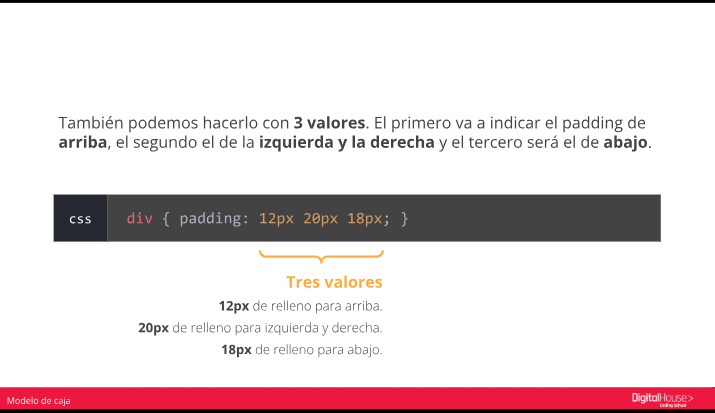 También podemos hacerlo con 3 valores. El primero va a indicar el padding de
arriba, el segundo el de la izquierda y la derecha y el tercero será el de abajo.
css div { padding: 12px 20px 18px; }
Tres valores
12px de relleno para arriba.
20px de relleno para izquierda y derecha.
18px de relleno para abajo.
Modelo de caja
DigitalHouse>
Coding School